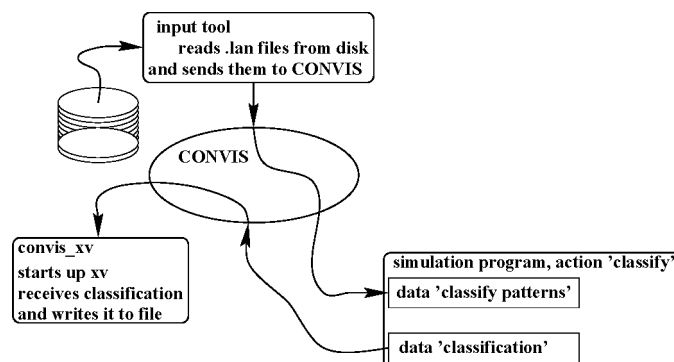 input tool
reads .lan files from disk
and sends them to CONVIS
CONVIS
convis_xv
starts up xv
receives classification
and writes it to file
simulation program, action 'classify'
data 'classify patterns'
data 'classification'